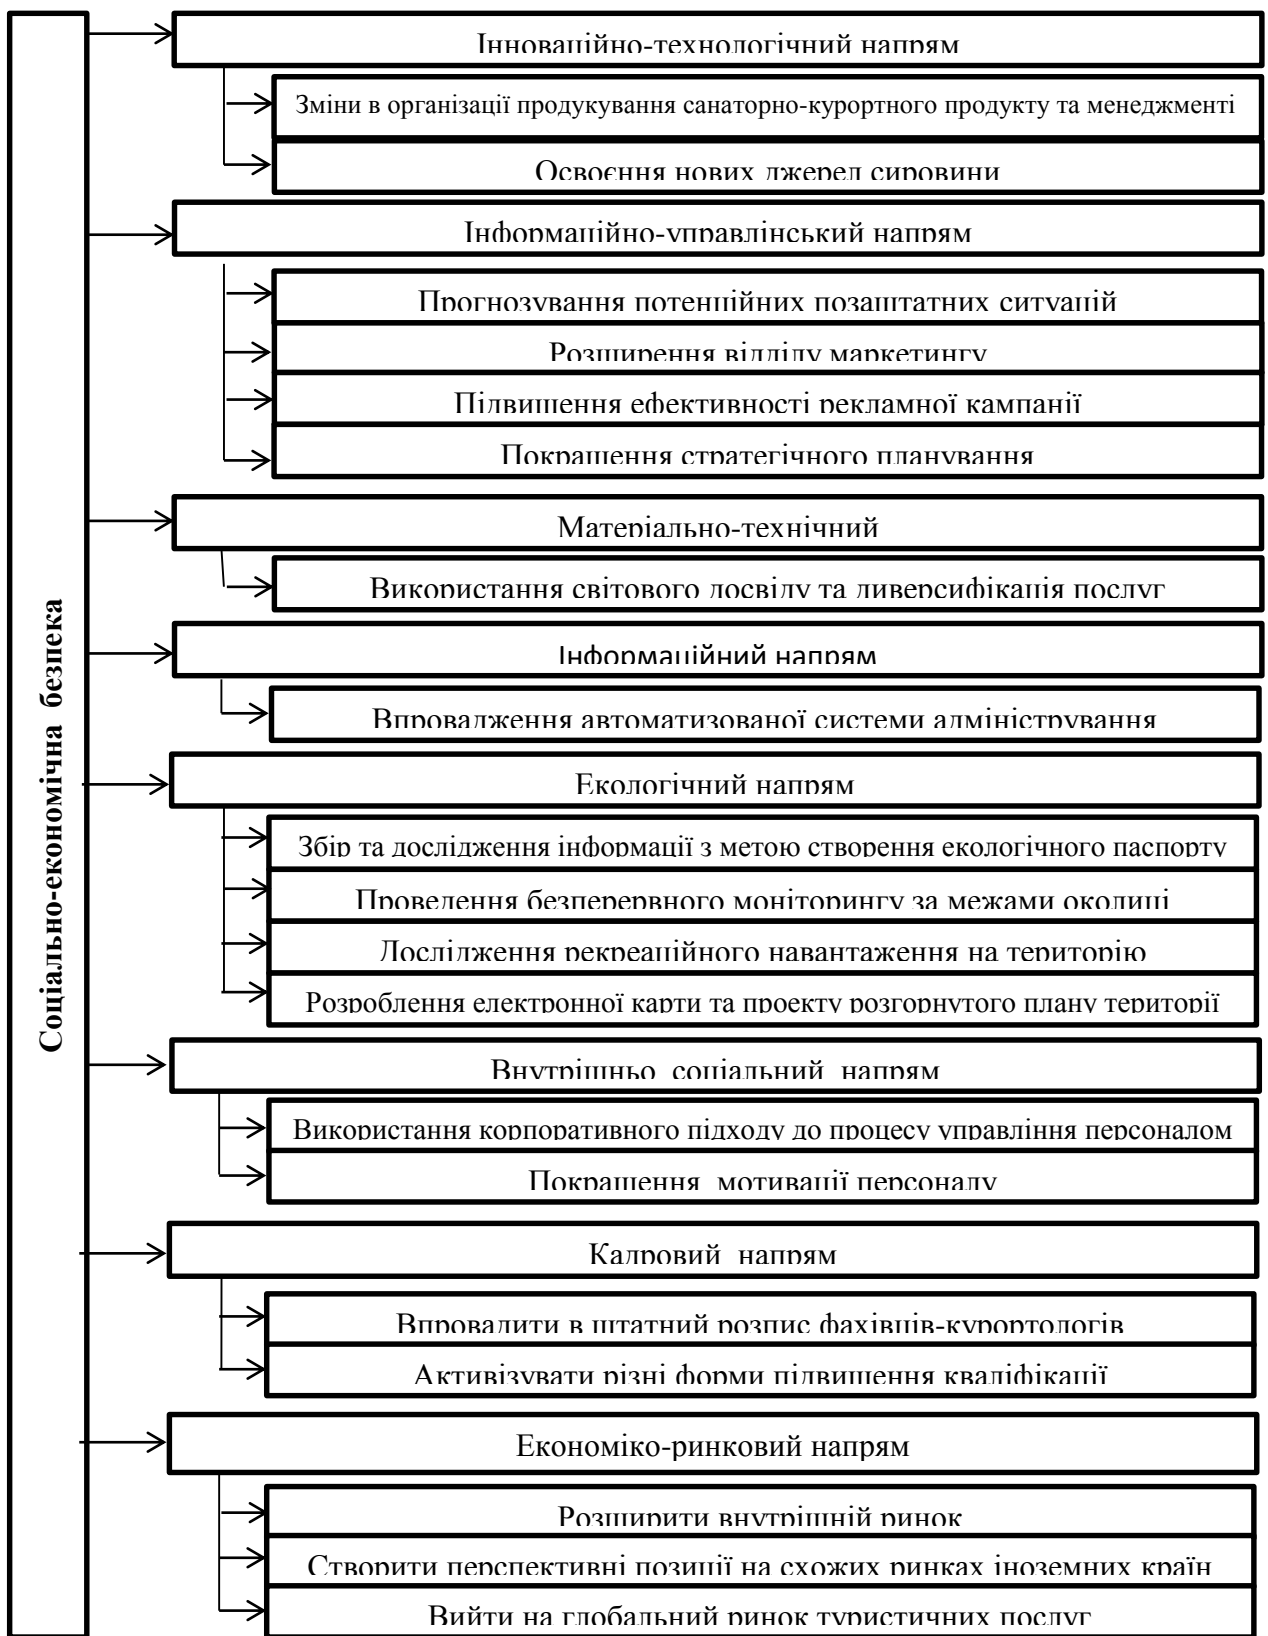 Соціально-економічна безпека
Інноваційно-технологічний напрям
Зміни в організації продукування санаторно-курортного продукту та менеджменті
Освоєння нових джерел сировини
Інформаційно-управлінський напрям
Прогнозування потенційних позаштатних ситуацій
Розширення відділу маркетингу
Підвищення ефективності рекламної кампанії
Покращення стратегічного планування
Матеріально-технічний
Використання світового досвіду та диверсифікація послуг
Інформаційний напрям
Впровадження автоматизованої системи адміністрування
Екологічний напрям
Збір та дослідження інформації з метою створення екологічного паспорту
Проведення безперервного моніторингу за межами околиці
Дослідження рекреаційного навантаження на територію
Розроблення електронної карти та проекту розгорнутого плану території
Внутрішньо соціальний напрям
Використання корпоративного підходу до процесу управління персоналом
Покращення мотивації персоналу
Кадровий напрям
Впровадити в штатний розпис фахівців-курортологів
Активізувати різні форми підвищення кваліфікації
Економіко-ринковий напрям
Розширити внутрішній ринок
Створити перспективні позиції на схожих ринках іноземних країн
Вийти на глобальний ринок туристичних послуг